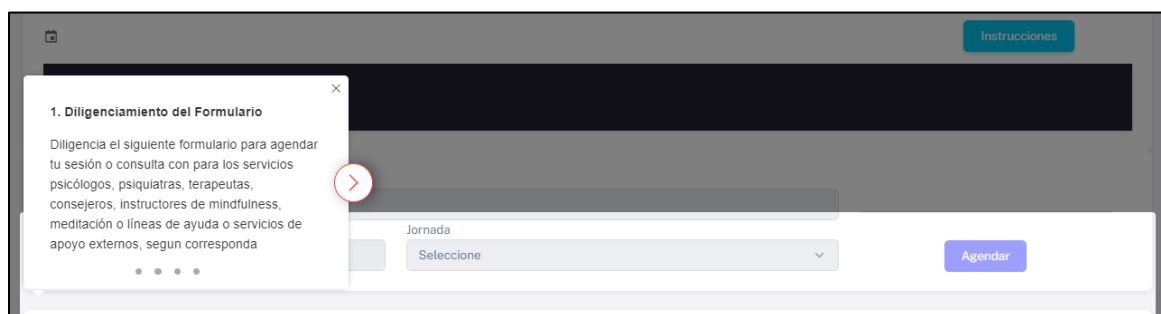 Instrucciones
1. Diligenciamiento del Formulario
Diligencia el siguiente formulario para agendar
tu sesión o consulta con para los servicios
psicólogos, psiquiatras, terapeutas,
consejeros, instructores de mindfulness,
meditación o líneas de ayuda o servicios de
apoyo externos, segun corresponda
Jornada
Seleccione
Agendar